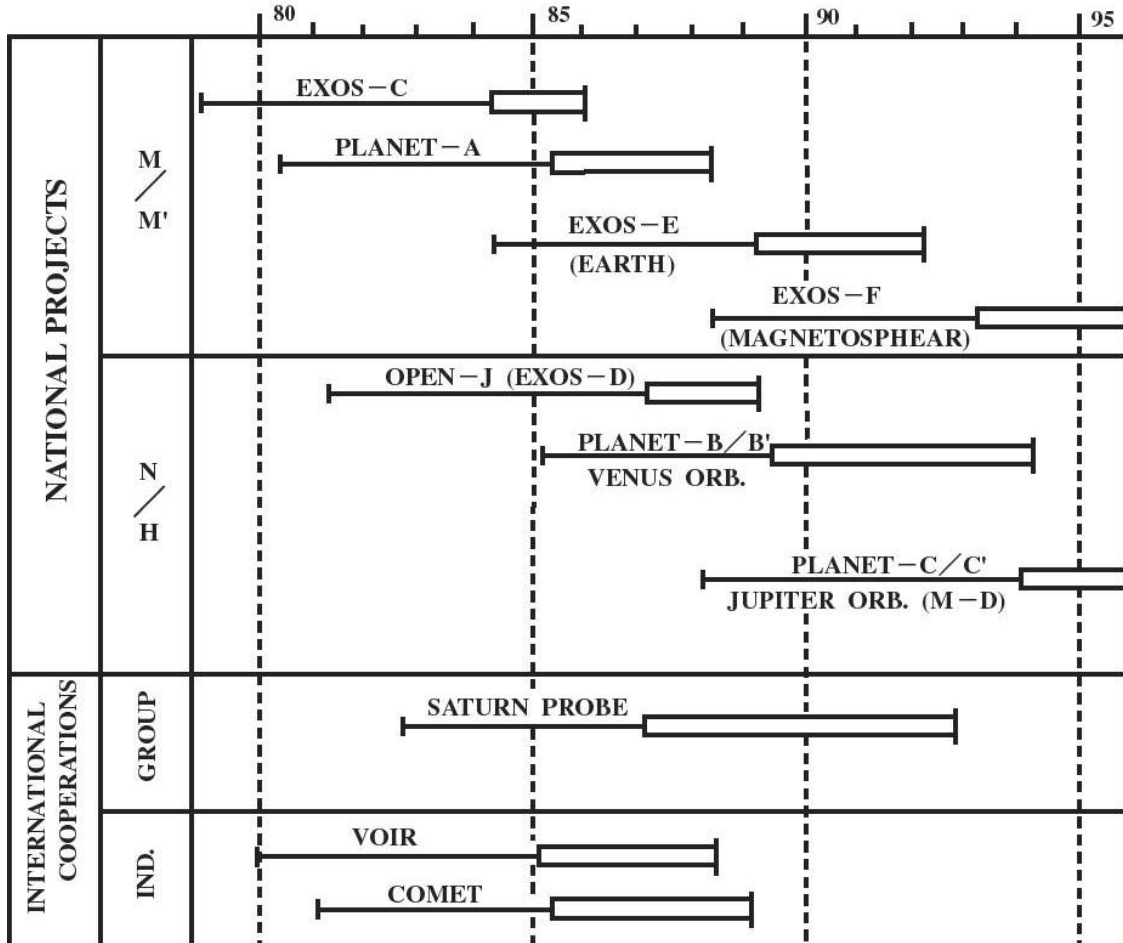 80 85 90 95
NATIONAL PROJECTS
M/M'
EXOS-C
PLANET-A
EXOS-E
(EARTH)
EXOS-F
(MAGNETOSPHEAR)
N/H
OPEN-J (EXOS-D)
PLANET-B/B'
VENUS ORB.
PLANET-C/C'
JUPITER ORB. (M-D)
INTERNATIONAL
COOPERATIONS
GROUP
SATURN PROBE
IND.
VOIR
COMET